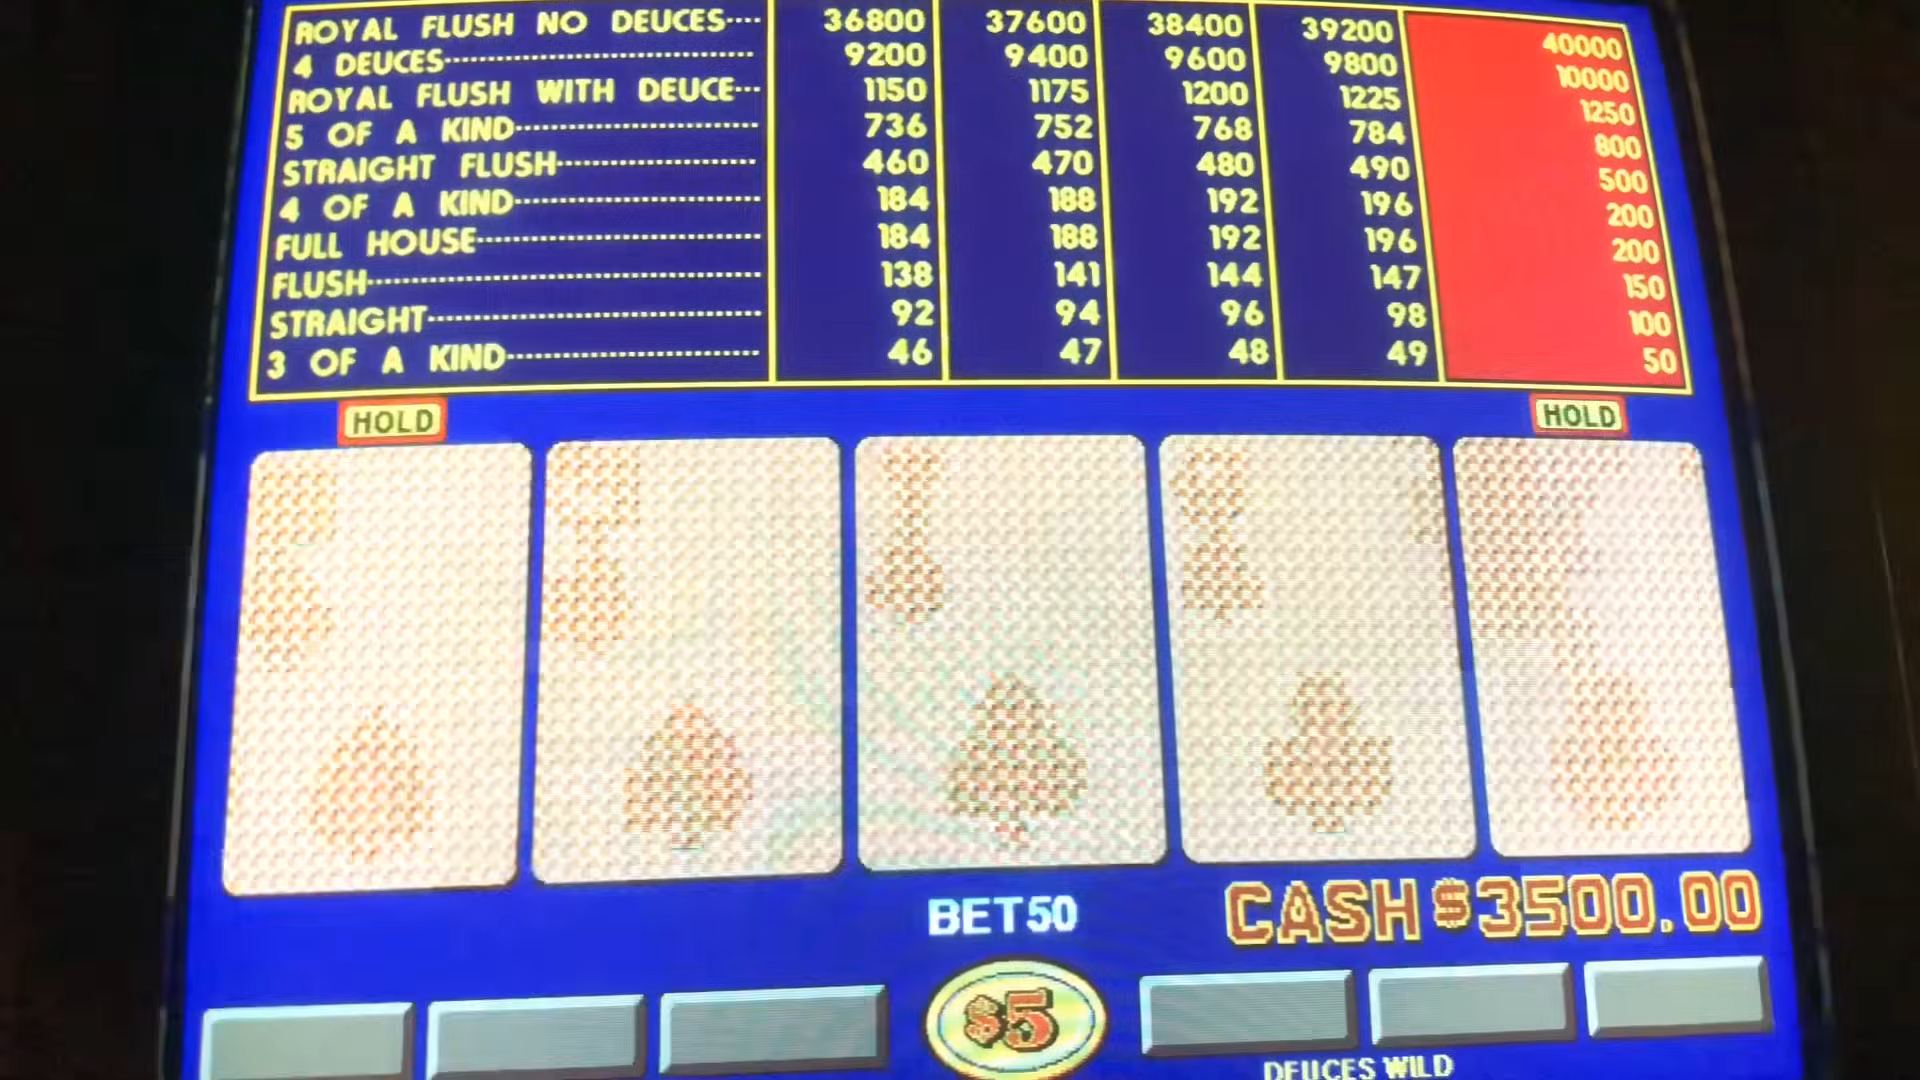 ROYAL FLUSH NO DEUCES 36800 37600 38400 39200 40000
4 DEUCES 9200 9400 9600 9800 10000
ROYAL FLUSH WITH DEUCE 1150 1175 1200 1225 1250
5 OF A KIND 736 752 768 784 800
STRAIGHT FLUSH 460 470 480 490 500
4 OF A KIND 184 188 192 196 200
FULL HOUSE 184 188 192 196 200
FLUSH 138 141 144 147 150
STRAIGHT 92 94 96 98 100
3 OF A KIND 46 47 48 49 50
HOLD HOLD
BET 50 CASH $3500.00
$5
DEUCES WILD